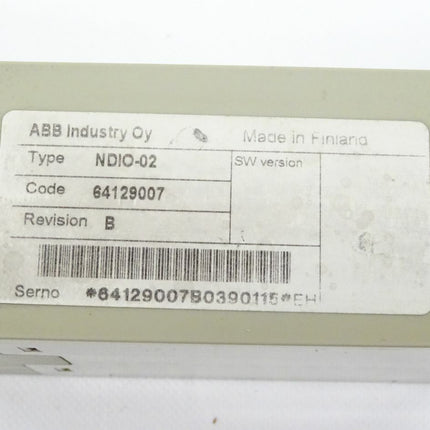 ABB Industry Oy Made in Finland
Type NDIO-02 SW version
Code 64129007
Revision B
Serno *64129007B0390115*EH